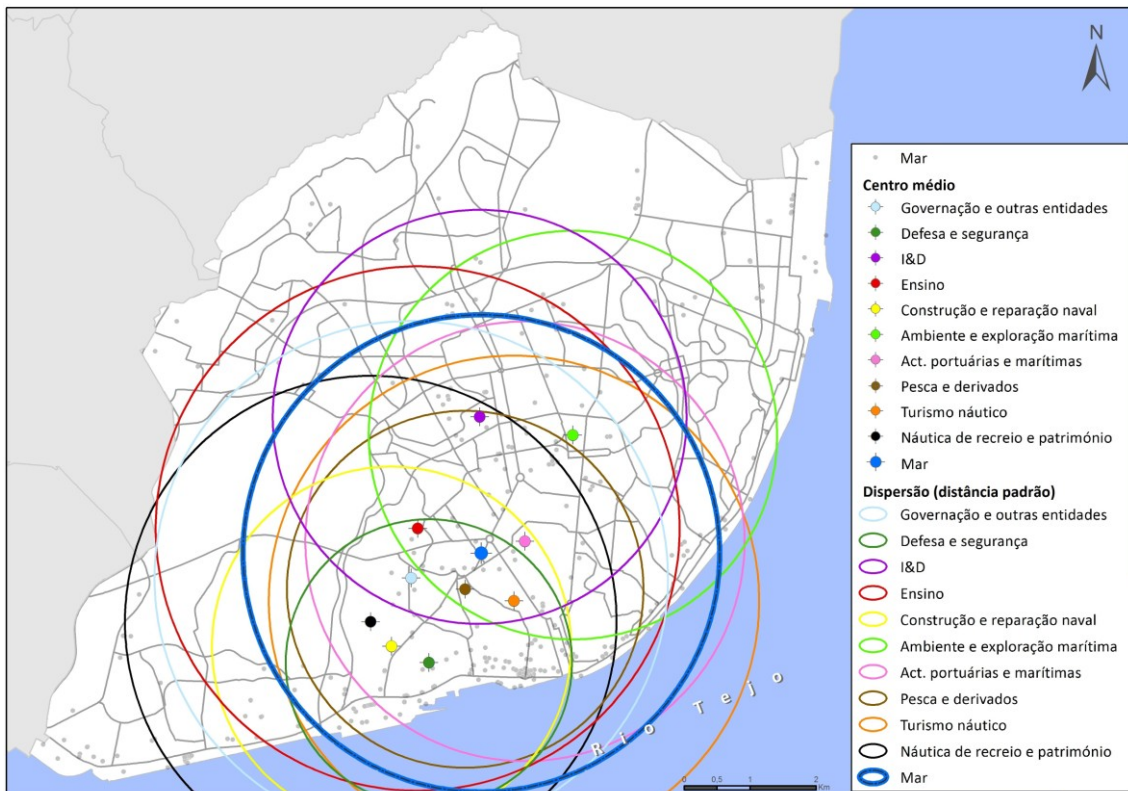 N
Mar
Centro médio
Governação e outras entidades
Defesa e segurança
I&D
Ensino
Construção e reparação naval
Ambiente e exploração marítima
Act. portuárias e marítimas
Pesca e derivados
Turismo náutico
Náutica de recreio e património
Mar
Dispersão (distância padrão)
Governação e outras entidades
Defesa e segurança
I&D
Ensino
Construção e reparação naval
Ambiente e exploração marítima
Act. portuárias e marítimas
Pesca e derivados
Turismo náutico
Náutica de recreio e património
Mar
Rio Tejo
0 0,5 1 2
Km